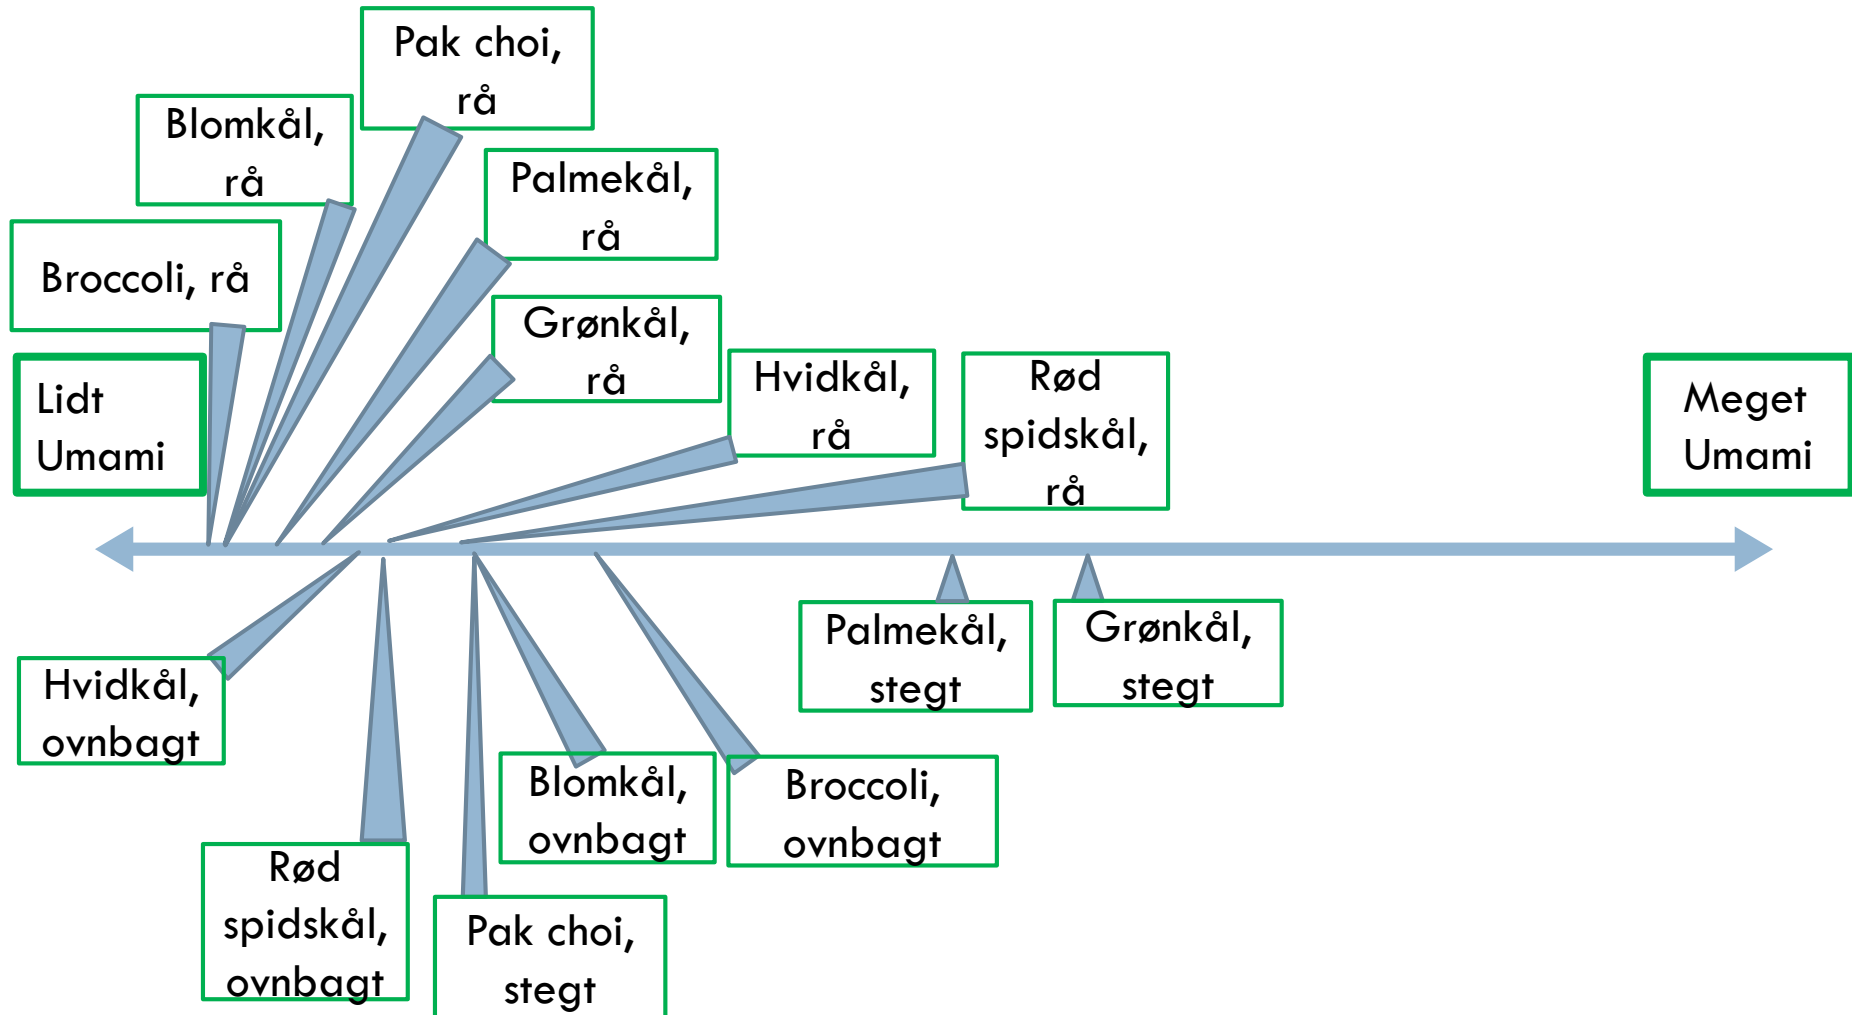 Pak choi,
rå
Blomkål,
rå
Palmekål,
rå
Broccoli, rå
Grønkål,
rå
Hvidkål,
rå
Rød
spidskål,
rå
Lidt
Umami
Meget
Umami
Hvidkål,
ovnbagt
Palmekål,
stegt
Grønkål,
stegt
Blomkål,
ovnbagt
Broccoli,
ovnbagt
Rød
spidskål,
ovnbagt
Pak choi,
stegt